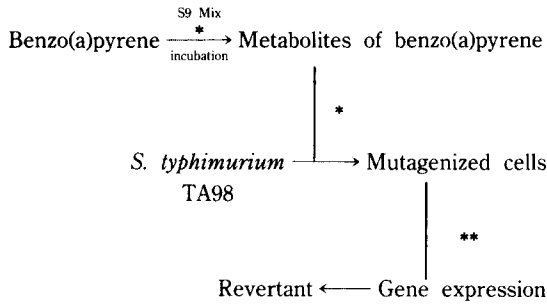 S9 Mix
*
Benzo(a)pyrene → Metabolites of benzo(a)pyrene
incubation
*
S. typhimurium → Mutagenized cells
TA98
**
Revertant ← Gene expression